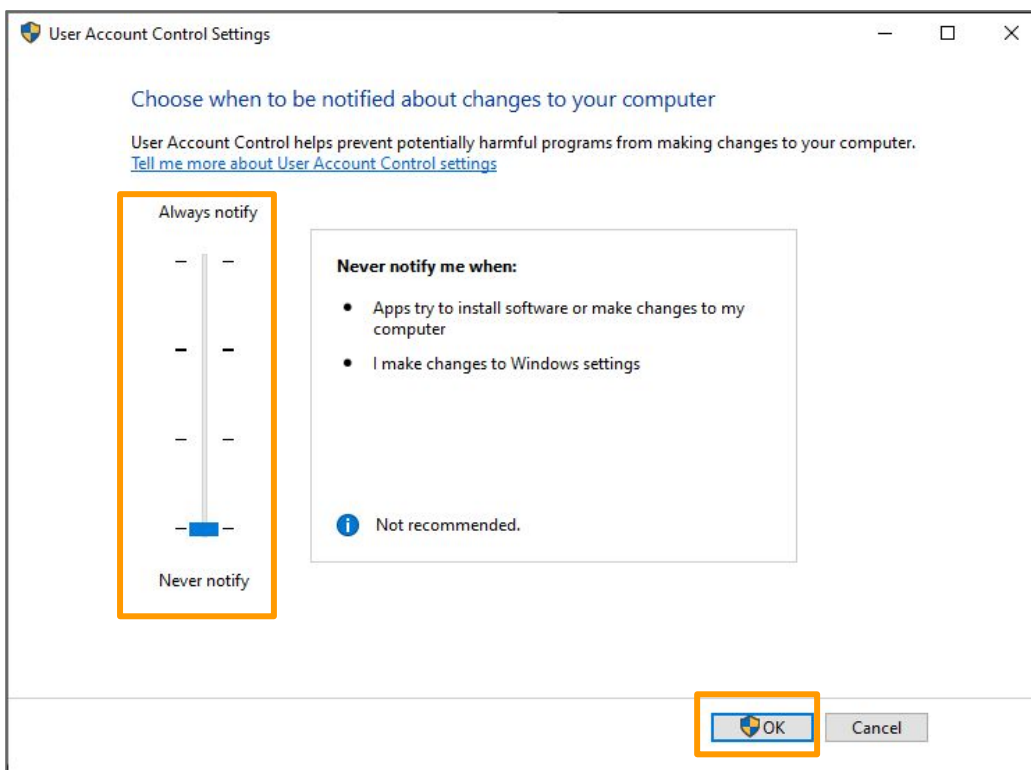 User Account Control Settings
Choose when to be notified about changes to your computer
User Account Control helps prevent potentially harmful programs from making changes to your computer.
Tell me more about User Account Control settings
Always notify
Never notify me when:
• Apps try to install software or make changes to my
computer
• I make changes to Windows settings
Not recommended.
Never notify
OK
Cancel